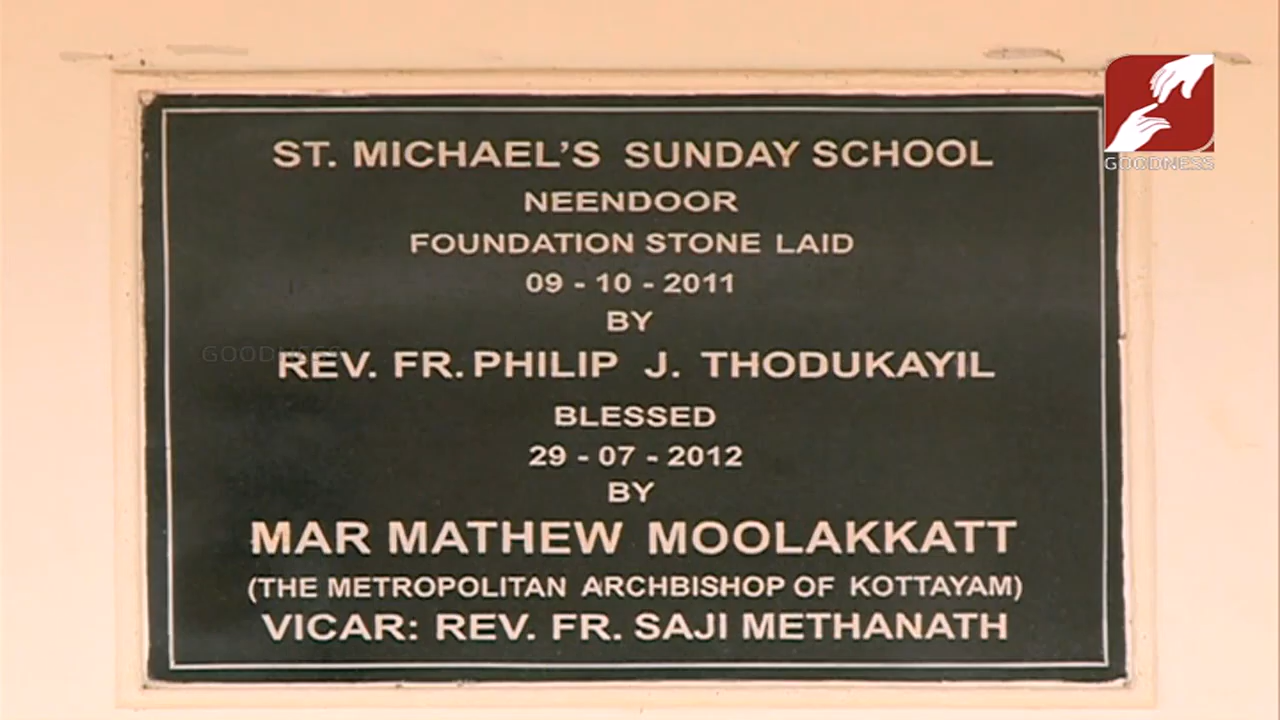 ST. MICHAEL'S SUNDAY SCHOOL
NEENDOOR
FOUNDATION STONE LAID
09 - 10 - 2011
BY
REV. FR. PHILIP J. THODUKAYIL
BLESSED
29 - 07 - 2012
BY
MAR MATHEW MOOLAKKATT
(THE METROPOLITAN ARCHBISHOP OF KOTTAYAM)
VICAR: REV. FR. SAJI METHANATH
GOODNESS
GOODNESS